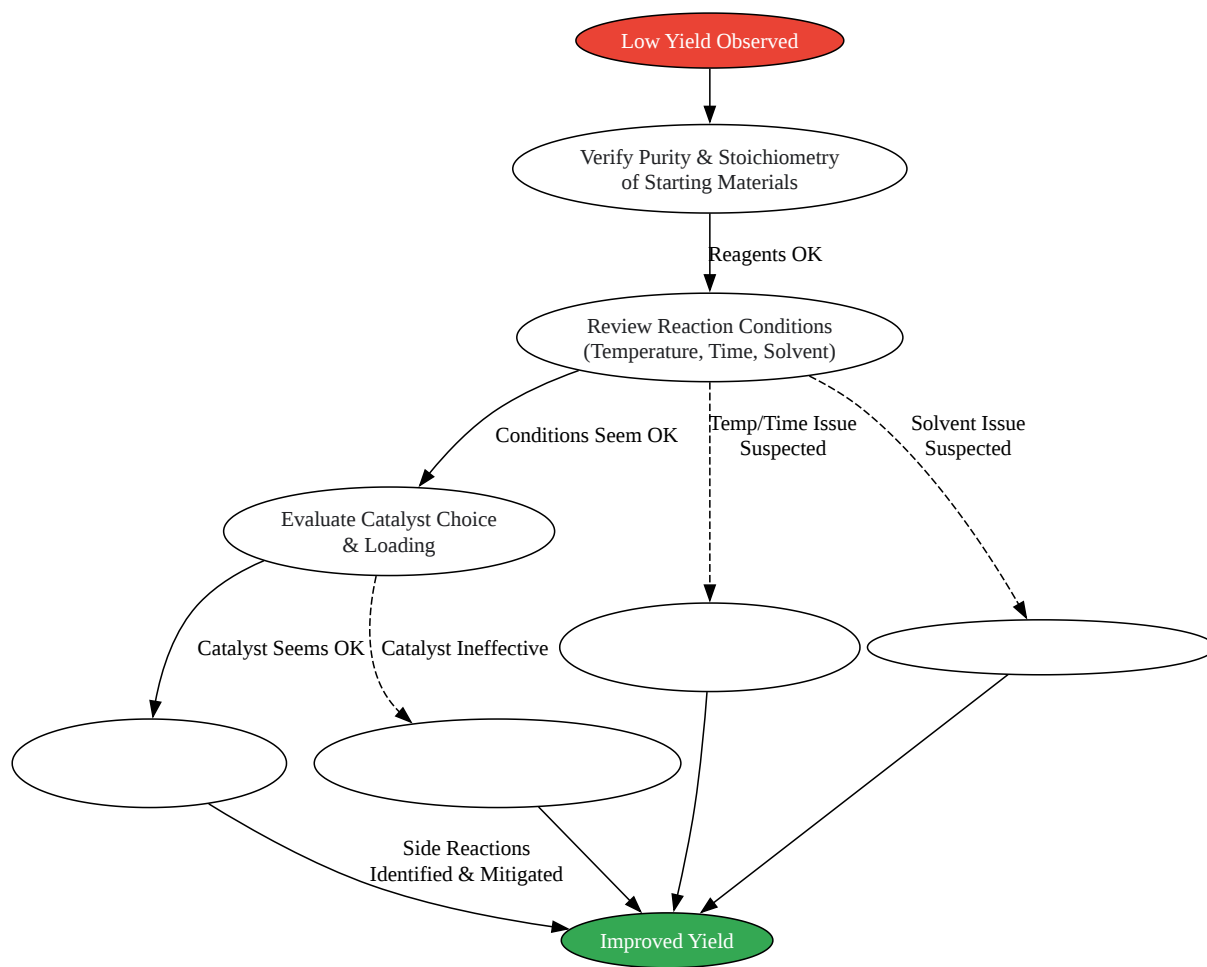 Low Yield Observed
Verify Purity & Stoichiometry
of Starting Materials
Reagents OK
Review Reaction Conditions
(Temperature, Time, Solvent)
Conditions Seem OK
Temp/Time Issue
Suspected
Solvent Issue
Suspected
Evaluate Catalyst Choice
& Loading
Catalyst Seems OK
Catalyst Ineffective
Side Reactions
Identified & Mitigated
Improved Yield